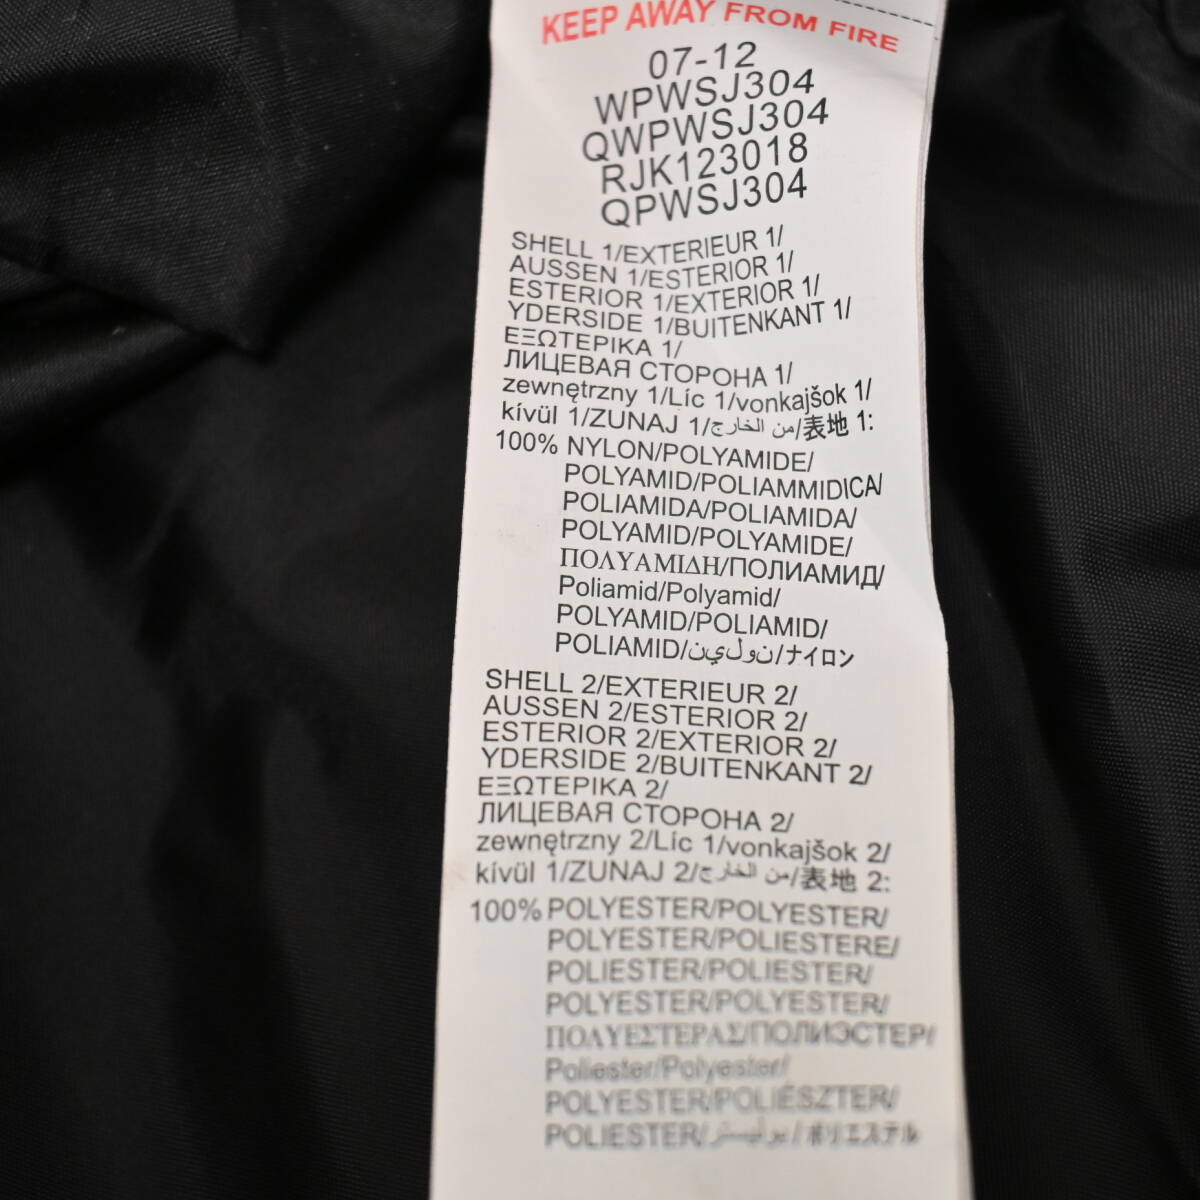 KEEP AWAY FROM FIRE
07-12
WPWSJ304
QWPWSJ304
RJK123018
QPWSJ304
SHELL 1/EXTERIEUR 1/
AUSSEN 1/ESTERIOR 1/
ESTERIOR 1/EXTERIOR 1/
YDERSIDE 1/BUITENKANT 1/
ΕΞΩΤΕΡΙΚΑ 1/
ЛИЦЕВАЯ СТОРОНА 1/
zewnętrzny 1/Líc 1/vonkajšok 1/
kívül 1/ZUNAJ 1/من الخارج/表地 1:
100% NYLON/POLYAMIDE/
POLYAMID/POLIAMMIDICA/
POLIAMIDA/POLIAMIDA/
POLYAMID/POLYAMIDE/
ΠΟΛΥΑΜΙΔΗ/ПОЛИАМИД/
Poliamid/Polyamid/
POLYAMID/POLIAMID/
POLIAMID/نولين/ナイロン
SHELL 2/EXTERIEUR 2/
AUSSEN 2/ESTERIOR 2/
ESTERIOR 2/EXTERIOR 2/
YDERSIDE 2/BUITENKANT 2/
ΕΞΩΤΕΡΙΚΑ 2/
ЛИЦЕВАЯ СТОРОНА 2/
zewnętrzny 2/Líc 1/vonkajšok 2/
kívül 1/ZUNAJ 2/من الخارج/表地 2:
100% POLYESTER/POLYESTER/
POLYESTER/POLIESTERE/
POLIESTER/POLIESTER/
POLYESTER/POLYESTER/
ΠΟΛΥΕΣΤΕΡΑΣ/ПОЛИЭСТЕР/
Poliester/Polyester/
POLYESTER/POLIÉSZTER/
POLIESTER/بوليستر/ポリエステル